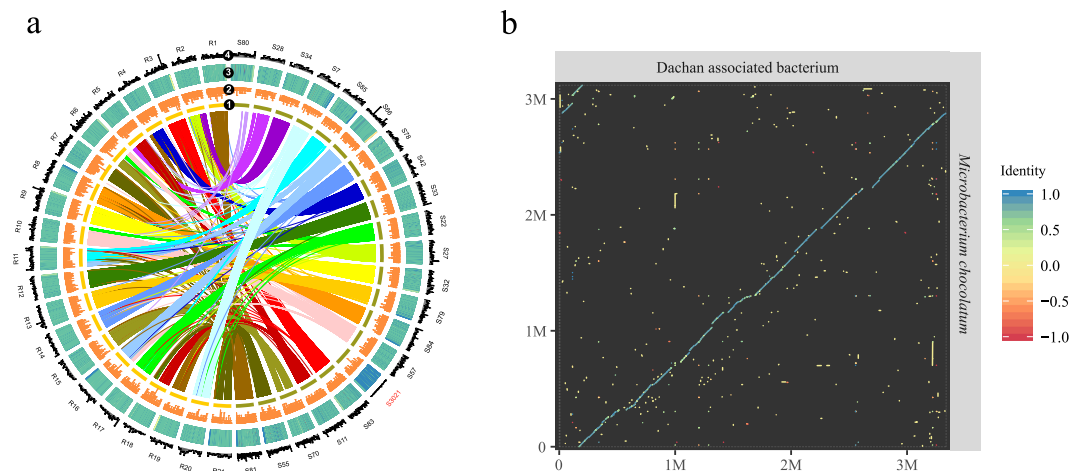 a
b
R1
S80
S28
S34
S7
S85
S66
S78
S42
S33
S22
S27
S32
S79
S84
S57
S3021
S63
S11
S70
S55
S81
R20
R19
R18
R17
R16
R15
R14
R13
R12
R11
R10
R9
R8
R7
R6
R5
R4
R3
R2
4
3
2
1
Dachan associated bacterium
Microbacterium chocolatum
3M
2M
1M
0
0
1M
2M
3M
Identity
1.0
0.5
0.0
−0.5
−1.0